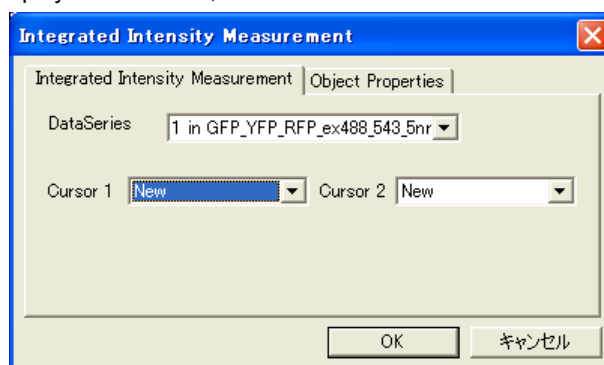 Integrated Intensity Measurement
Integrated Intensity Measurement Object Properties
DataSeries 1 in GFP_YFP_RFP_ex488_543_5nr
Cursor 1 New Cursor 2 New
OK キャンセル